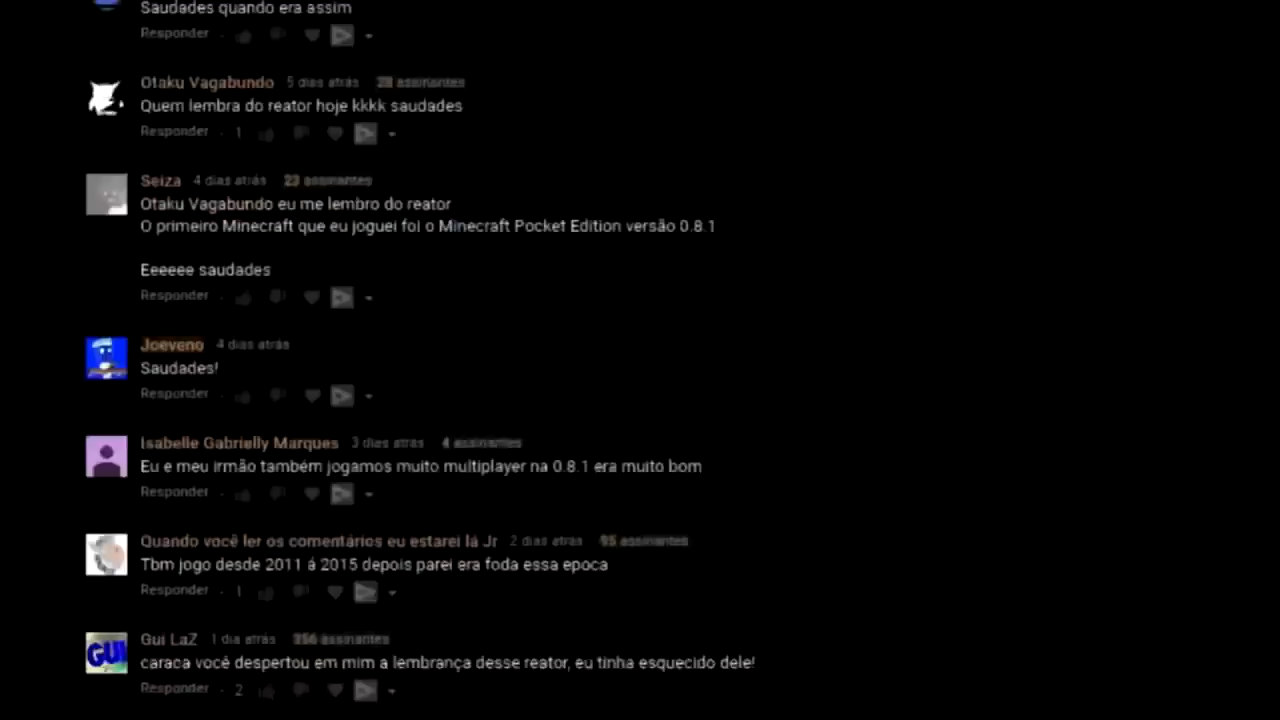 Saudades quando era assim
Responder
Otaku Vagabundo 5 dias atrás 28 assinantes
Quem lembra do reator hoje kkkk saudades
Responder · 1
Seiza 4 dias atrás 23 assinantes
Otaku Vagabundo eu me lembro do reator
O primeiro Minecraft que eu joguei foi o Minecraft Pocket Edition versão 0.8.1
Eeeeee saudades
Responder
Joeveno 4 dias atrás
Saudades!
Responder
Isabelle Gabrielly Marques 3 dias atrás 4 assinantes
Eu e meu irmão também jogamos muito multiplayer na 0.8.1 era muito bom
Responder
Quando você ler os comentários eu estarei lá Jr 2 dias atrás 95 assinantes
Tbm jogo desde 2011 á 2015 depois parei era foda essa epoca
Responder · 1
GUI
Gui LaZ 1 dia atrás 356 assinantes
caraca você despertou em mim a lembrança desse reator, eu tinha esquecido dele!
Responder · 2